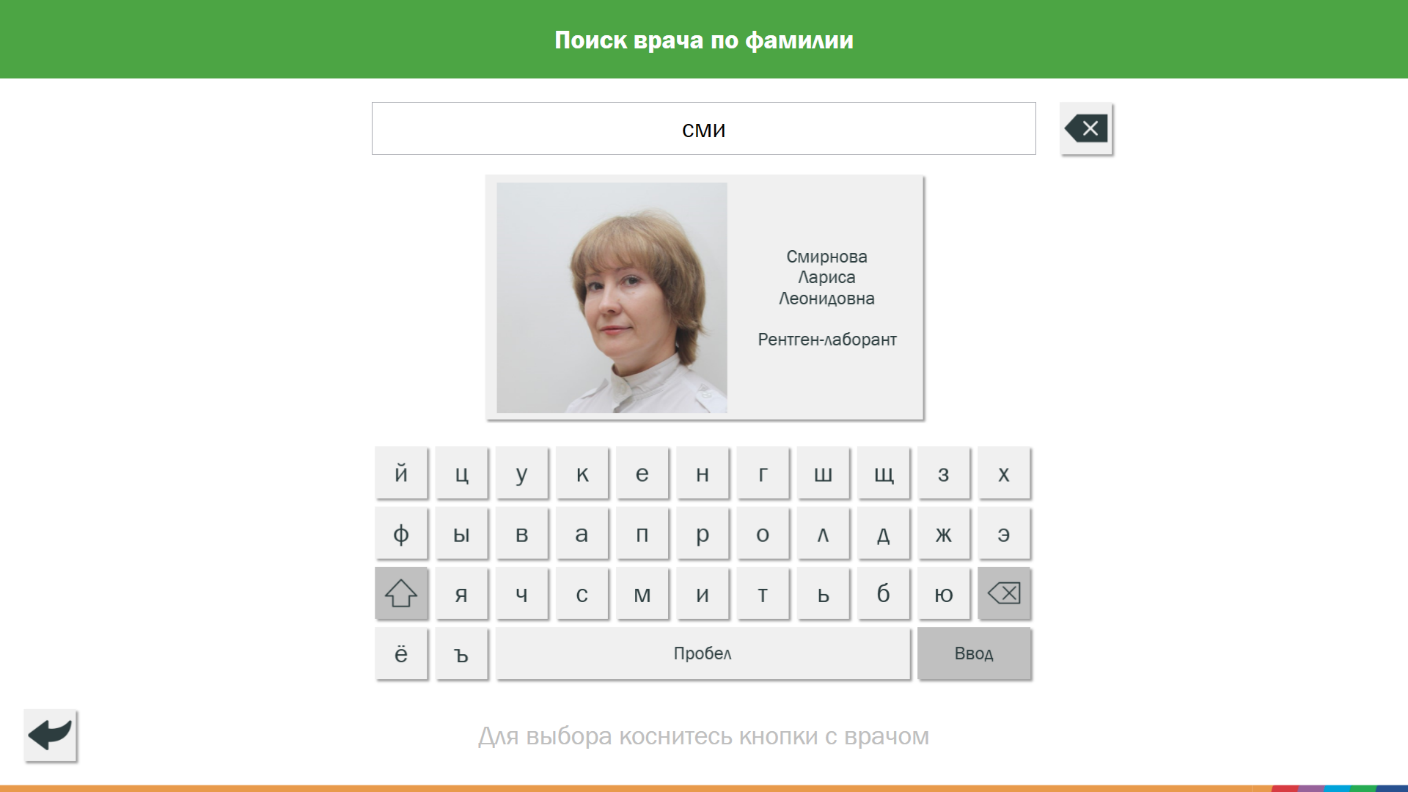 Поиск врача по фамилии
сми
Смирнова
Лариса
Леонидовна
Рентген-лаборант
й ц у к е н г ш щ з х
ф ы в а п р о л д ж э
я ч с м и т ь б ю
ё ъ Пробел Ввод
Для выбора коснитесь кнопки с врачом